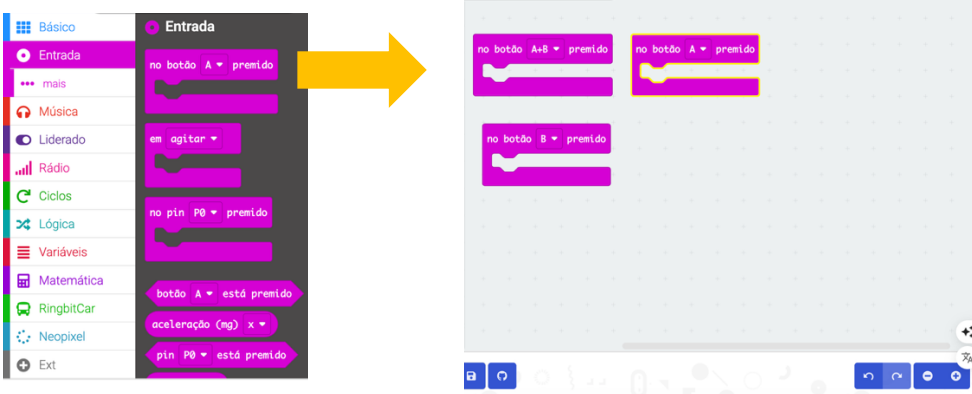 Básico
Entrada
mais
Música
Liderado
Rádio
Ciclos
Lógica
Variáveis
Matemática
RingbitCar
Neopixel
Ext
Entrada
no botão A premido
em agitar
no pin P0 premido
botão A está premido
aceleração (mg) x
pin P0 está premido
no botão A+B premido
no botão A premido
no botão B premido